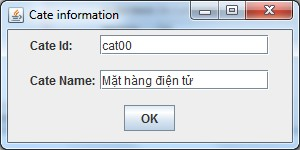 Cate information
Cate Id: cat00
Cate Name: Mặt hàng điện tử
OK